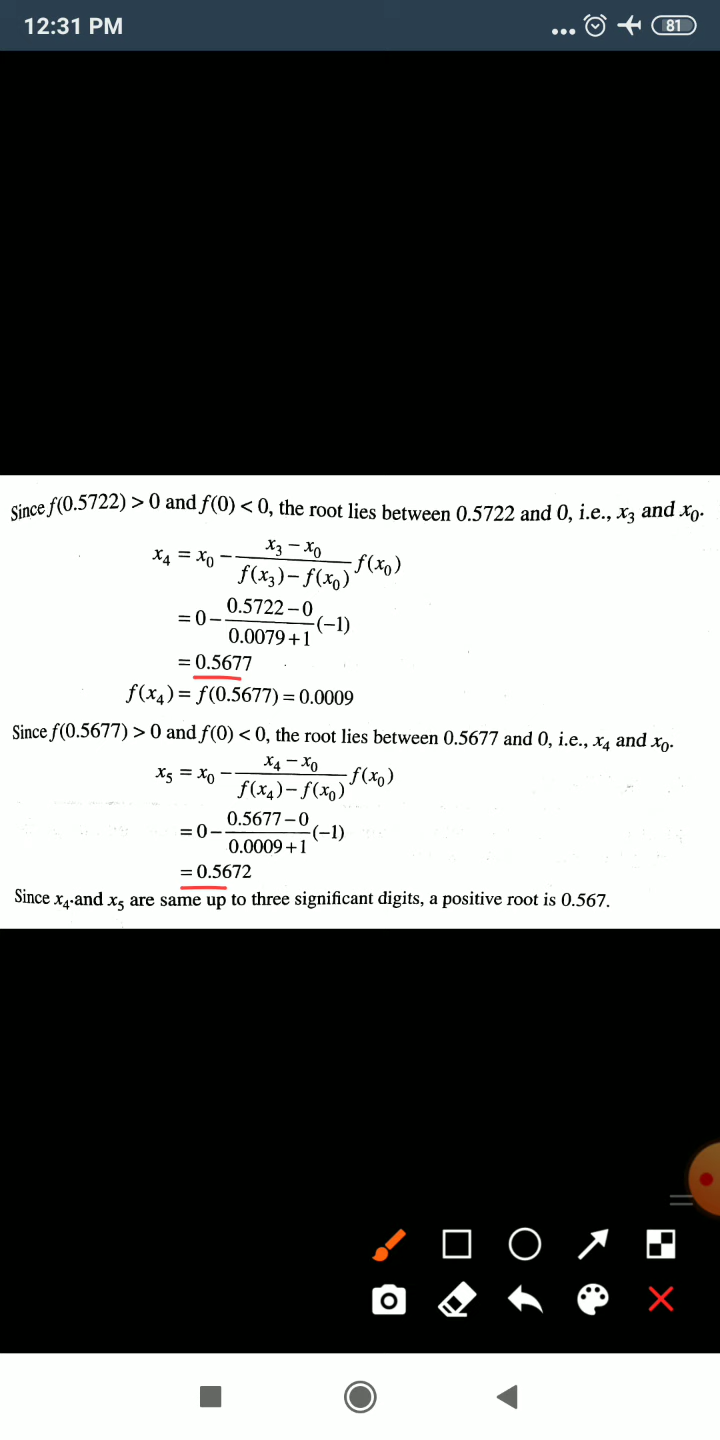 12:31 PM
81
Since f(0.5722) > 0 and f(0) < 0, the root lies between 0.5722 and 0, i.e., x₃ and x₀.
x₄ = x₀ − (x₃ − x₀)/(f(x₃) − f(x₀)) f(x₀)
= 0 − (0.5722 − 0)/(0.0079 + 1) (−1)
= 0.5677
f(x₄) = f(0.5677) = 0.0009
Since f(0.5677) > 0 and f(0) < 0, the root lies between 0.5677 and 0, i.e., x₄ and x₀.
x₅ = x₀ − (x₄ − x₀)/(f(x₄) − f(x₀)) f(x₀)
= 0 − (0.5677 − 0)/(0.0009 + 1) (−1)
= 0.5672
Since x₄ and x₅ are same up to three significant digits, a positive root is 0.567.